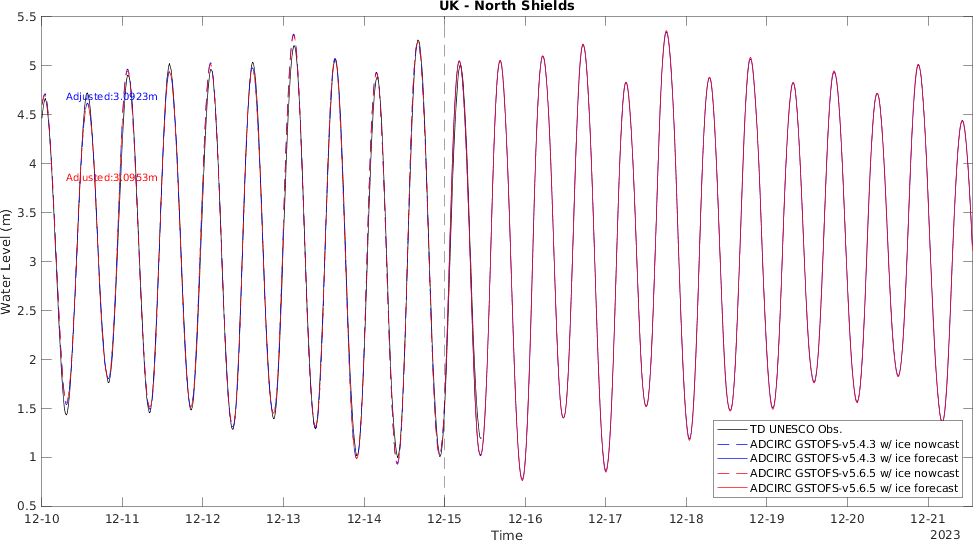 UK - North Shields
5.5
5
4.5
4
3.5
3
2.5
2
1.5
1
0.5
Water Level (m)
Adjusted:3.0923m
Adjusted:3.0953m
TD UNESCO Obs.
ADCIRC GSTOFS-v5.4.3 w/ ice nowcast
ADCIRC GSTOFS-v5.4.3 w/ ice forecast
ADCIRC GSTOFS-v5.6.5 w/ ice nowcast
ADCIRC GSTOFS-v5.6.5 w/ ice forecast
12-10 12-11 12-12 12-13 12-14 12-15 12-16 12-17 12-18 12-19 12-20 12-21
2023
Time